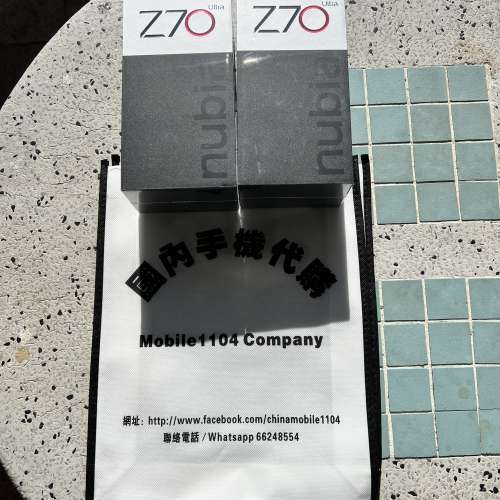 Z70 Ultra
Z70 Ultra
nubia
nubia
國內手機代購
Mobile1104 Company
網址: http://www.facebook.com/chinamobile1104
聯絡電話 / Whatsapp 66248554